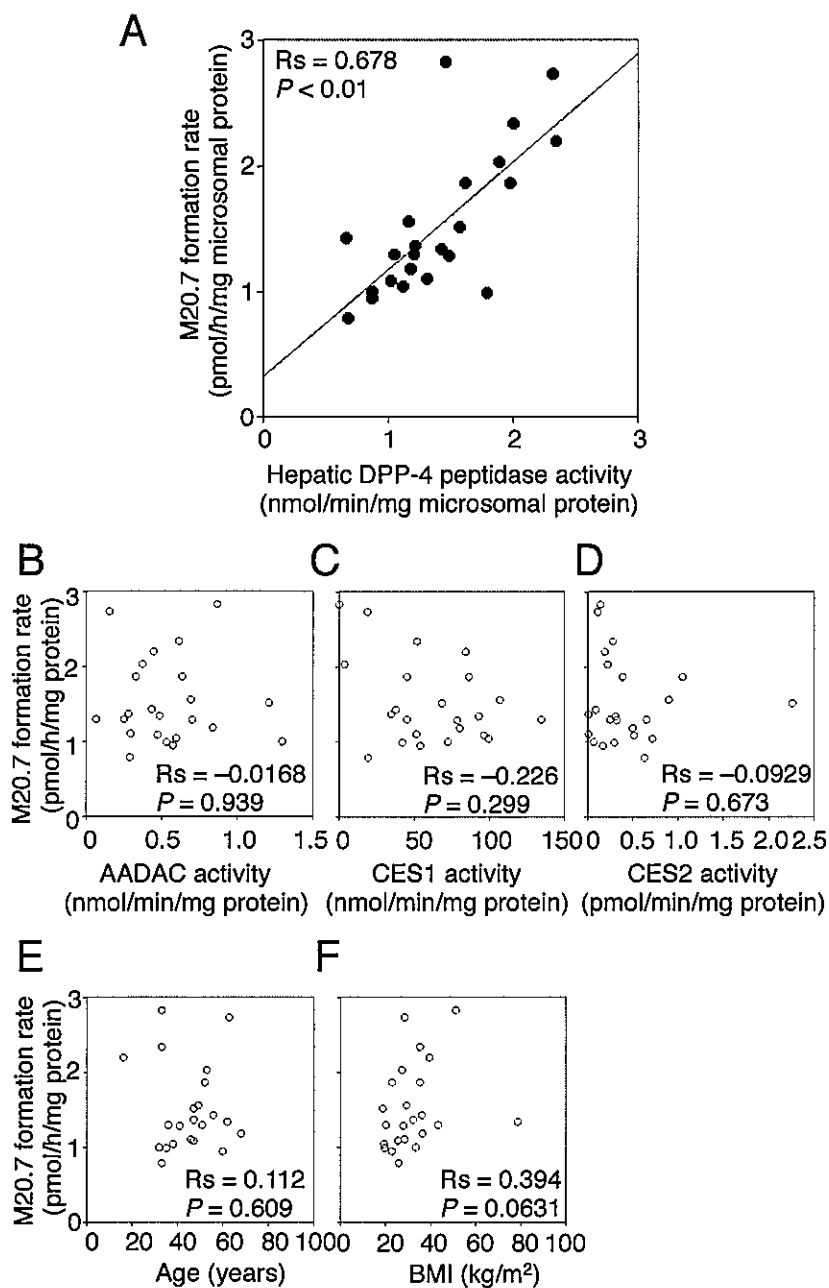 A
Rs = 0.678
P < 0.01
3
2
1
0
M20.7 formation rate
(pmol/h/mg microsomal protein)
0 1 2 3
Hepatic DPP-4 peptidase activity
(nmol/min/mg microsomal protein)
B
C
D
M20.7 formation rate
(pmol/h/mg protein)
3
2
1
0
Rs = –0.0168
P = 0.939
Rs = –0.226
P = 0.299
Rs = –0.0929
P = 0.673
0 0.5 1.0 1.5
0 50 100 150
0 0.5 1.0 1.5 2.0 2.5
AADAC activity
(nmol/min/mg protein)
CES1 activity
(nmol/min/mg protein)
CES2 activity
(pmol/min/mg protein)
E
F
M20.7 formation rate
(pmol/h/mg protein)
3
2
1
0
Rs = 0.112
P = 0.609
Rs = 0.394
P = 0.0631
0 20 40 60 80 100
0 20 40 60 80 100
Age (years)
BMI (kg/m²)